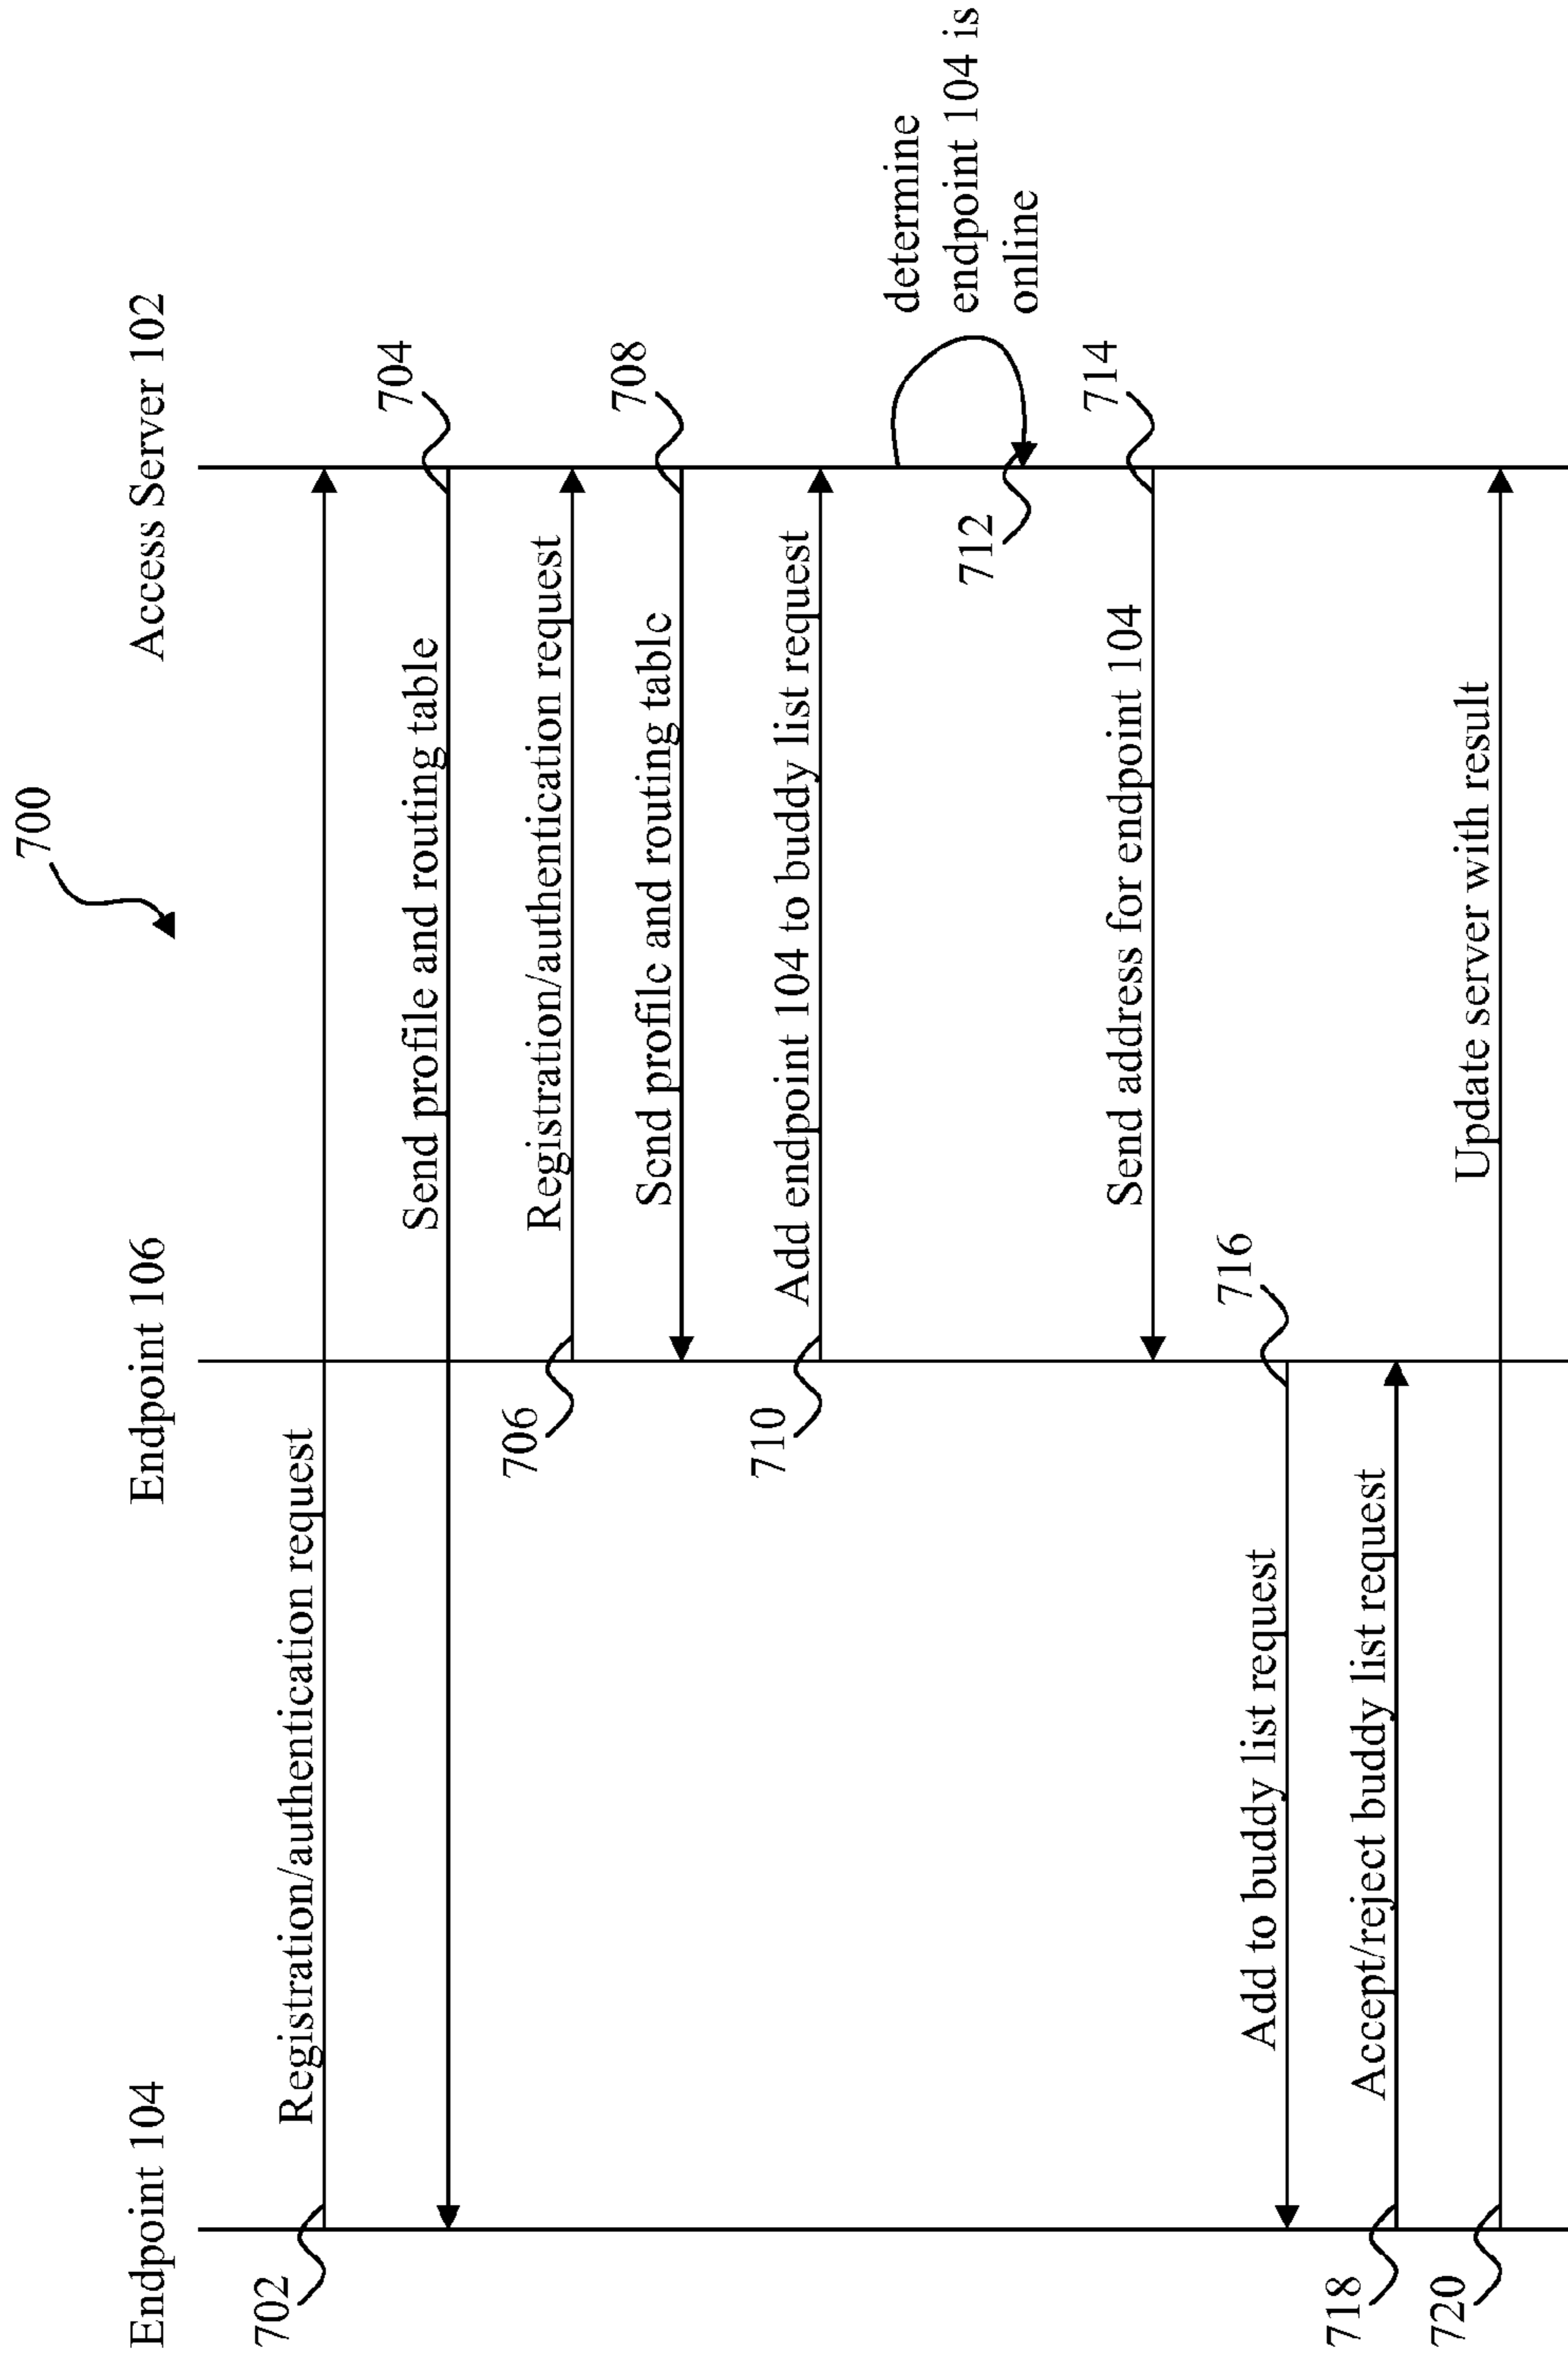 700
Endpoint 104
Endpoint 106
Access Server 102
702
Registration/authentication request
704
Send profile and routing table
706
Registration/authentication request
708
Send profile and routing table
710
Add endpoint 104 to buddy list request
determine
endpoint 104 is
online
712
714
Send address for endpoint 104
716
Add to buddy list request
718
Accept/reject buddy list request
720
Update server with result